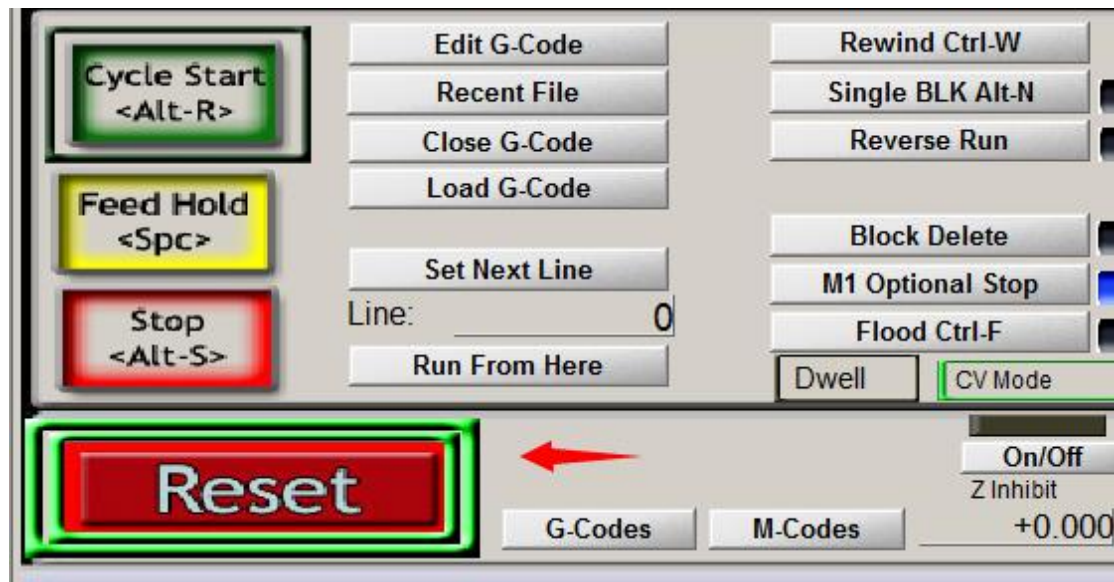 Cycle Start
<Alt-R>
Feed Hold
<Spc>
Stop
<Alt-S>
Edit G-Code
Recent File
Close G-Code
Load G-Code
Set Next Line
Line: 0
Run From Here
Rewind Ctrl-W
Single BLK Alt-N
Reverse Run
Block Delete
M1 Optional Stop
Flood Ctrl-F
Dwell
CV Mode
Reset
G-Codes
M-Codes
On/Off
Z Inhibit
+0.000